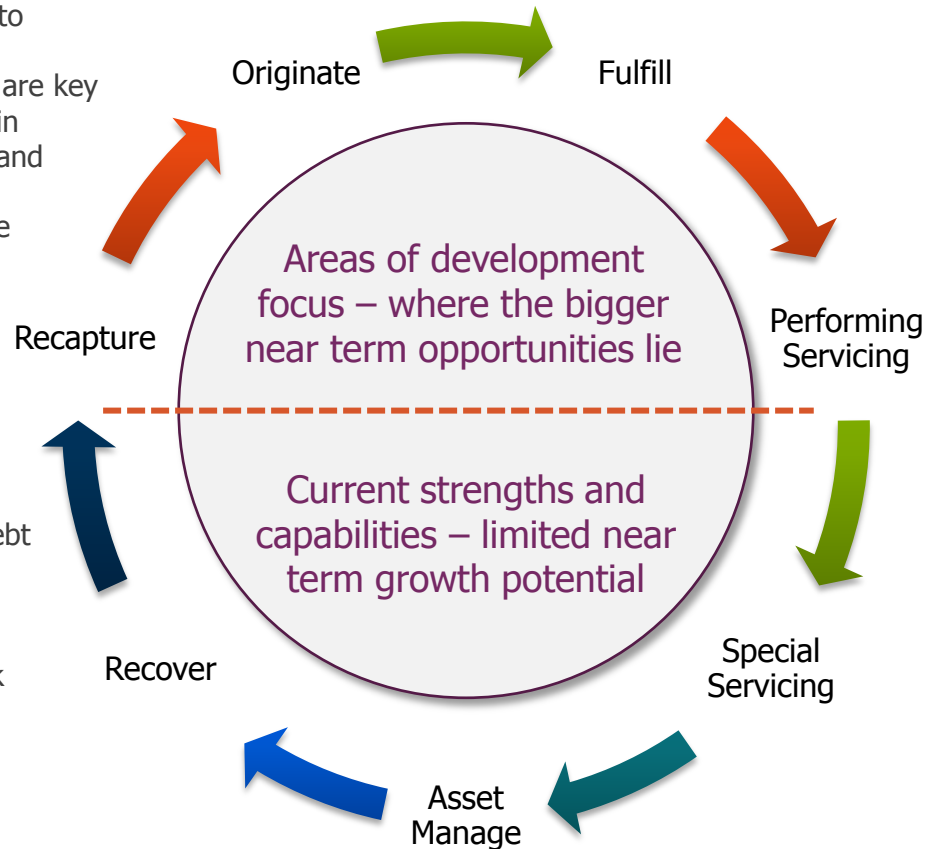 to
are key
in
and
e
ebt
k
Originate
Fulfill
Performing
Servicing
Special
Servicing
Asset
Manage
Recover
Recapture
Areas of development
focus – where the bigger
near term opportunities lie
Current strengths and
capabilities – limited near
term growth potential